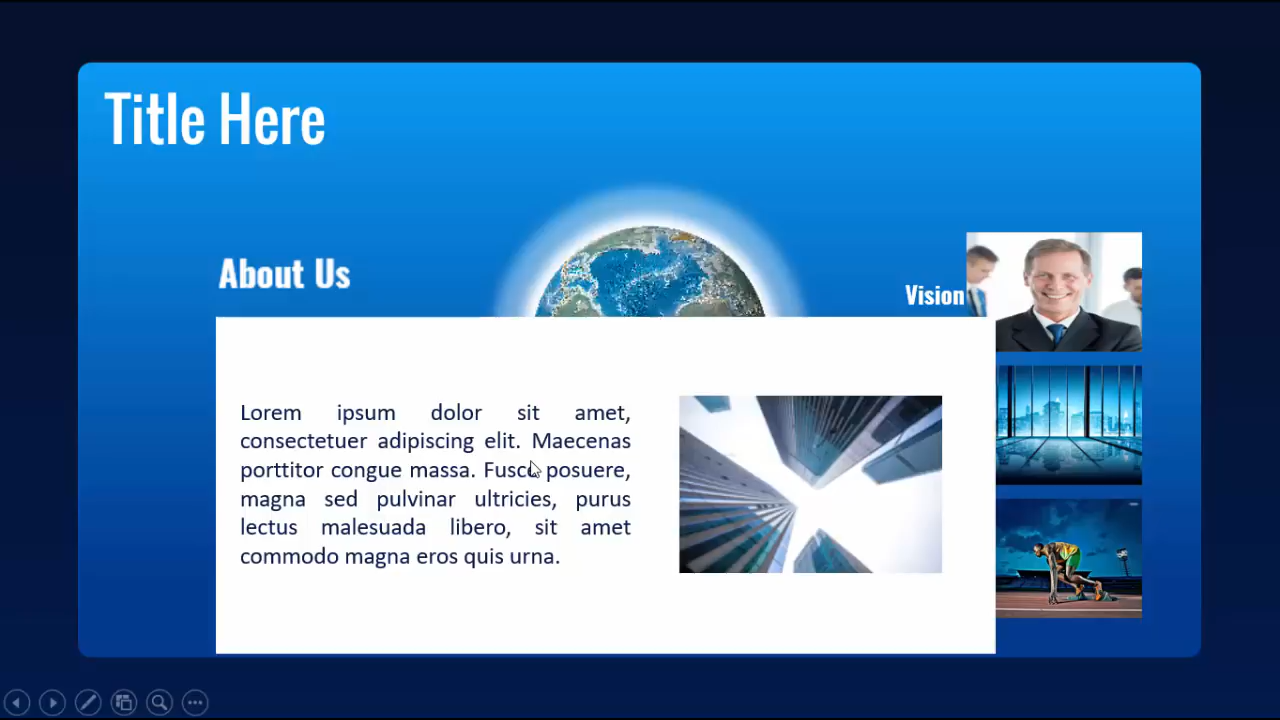 Title Here
About Us
Vision
Lorem ipsum dolor sit amet,
consectetuer adipiscing elit. Maecenas
porttitor congue massa. Fusce posuere,
magna sed pulvinar ultricies, purus
lectus malesuada libero, sit amet
commodo magna eros quis urna.